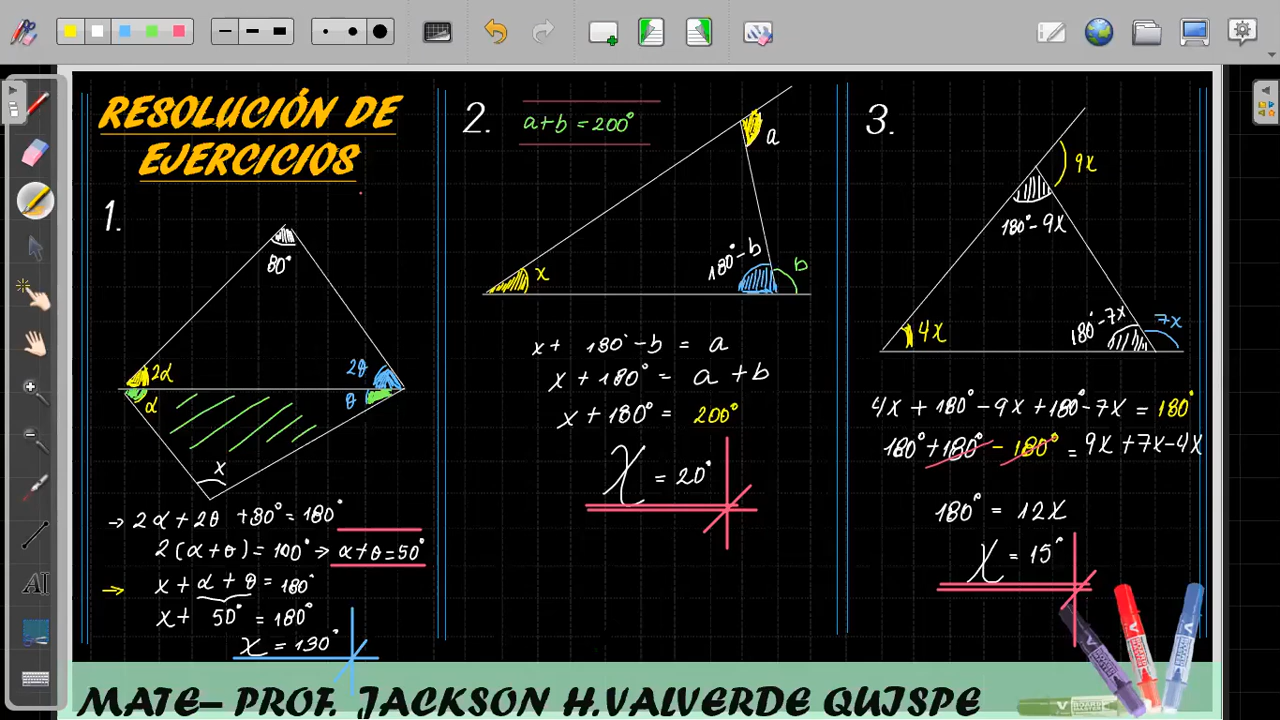 RESOLUCIÓN DE
EJERCICIOS
1.
80°
2α
2θ
α
θ
x
→ 2α+2θ +80°=180°
2(α+θ)=100° → α+θ=50°
→ x+α+θ=180°
x+ 50° =180°
x =130°
2.
a+b=200°
a
x
180°-b
b
x+ 180°-b = a
x+180° = a+b
x+180° = 200°
x = 20°
3.
9x
180°-9x
4x
180°-7x
7x
4x+180°-9x+180°-7x=180°
180°+180°-180°=9x+7x-4x
180° = 12x
x = 15°
MATE– PROF. JACKSON H.VALVERDE QUISPE